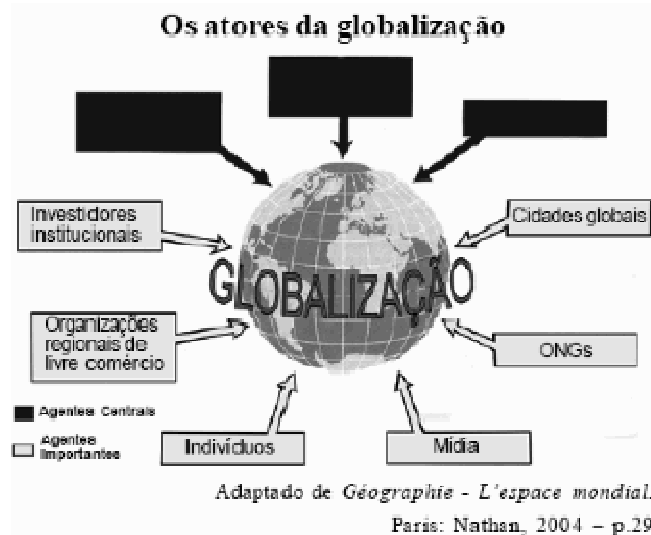 Os atores da globalização
Investidores
institucionais
Cidades globais
GLOBALIZAÇÃO
Organizações
regionais de
livre comércio
ONGs
Agentes Centrais
Agentes
Importantes
Indivíduos
Mídia
Adaptado de Géographie - L'espace mondial.
Paris: Nathan, 2004 – p.29